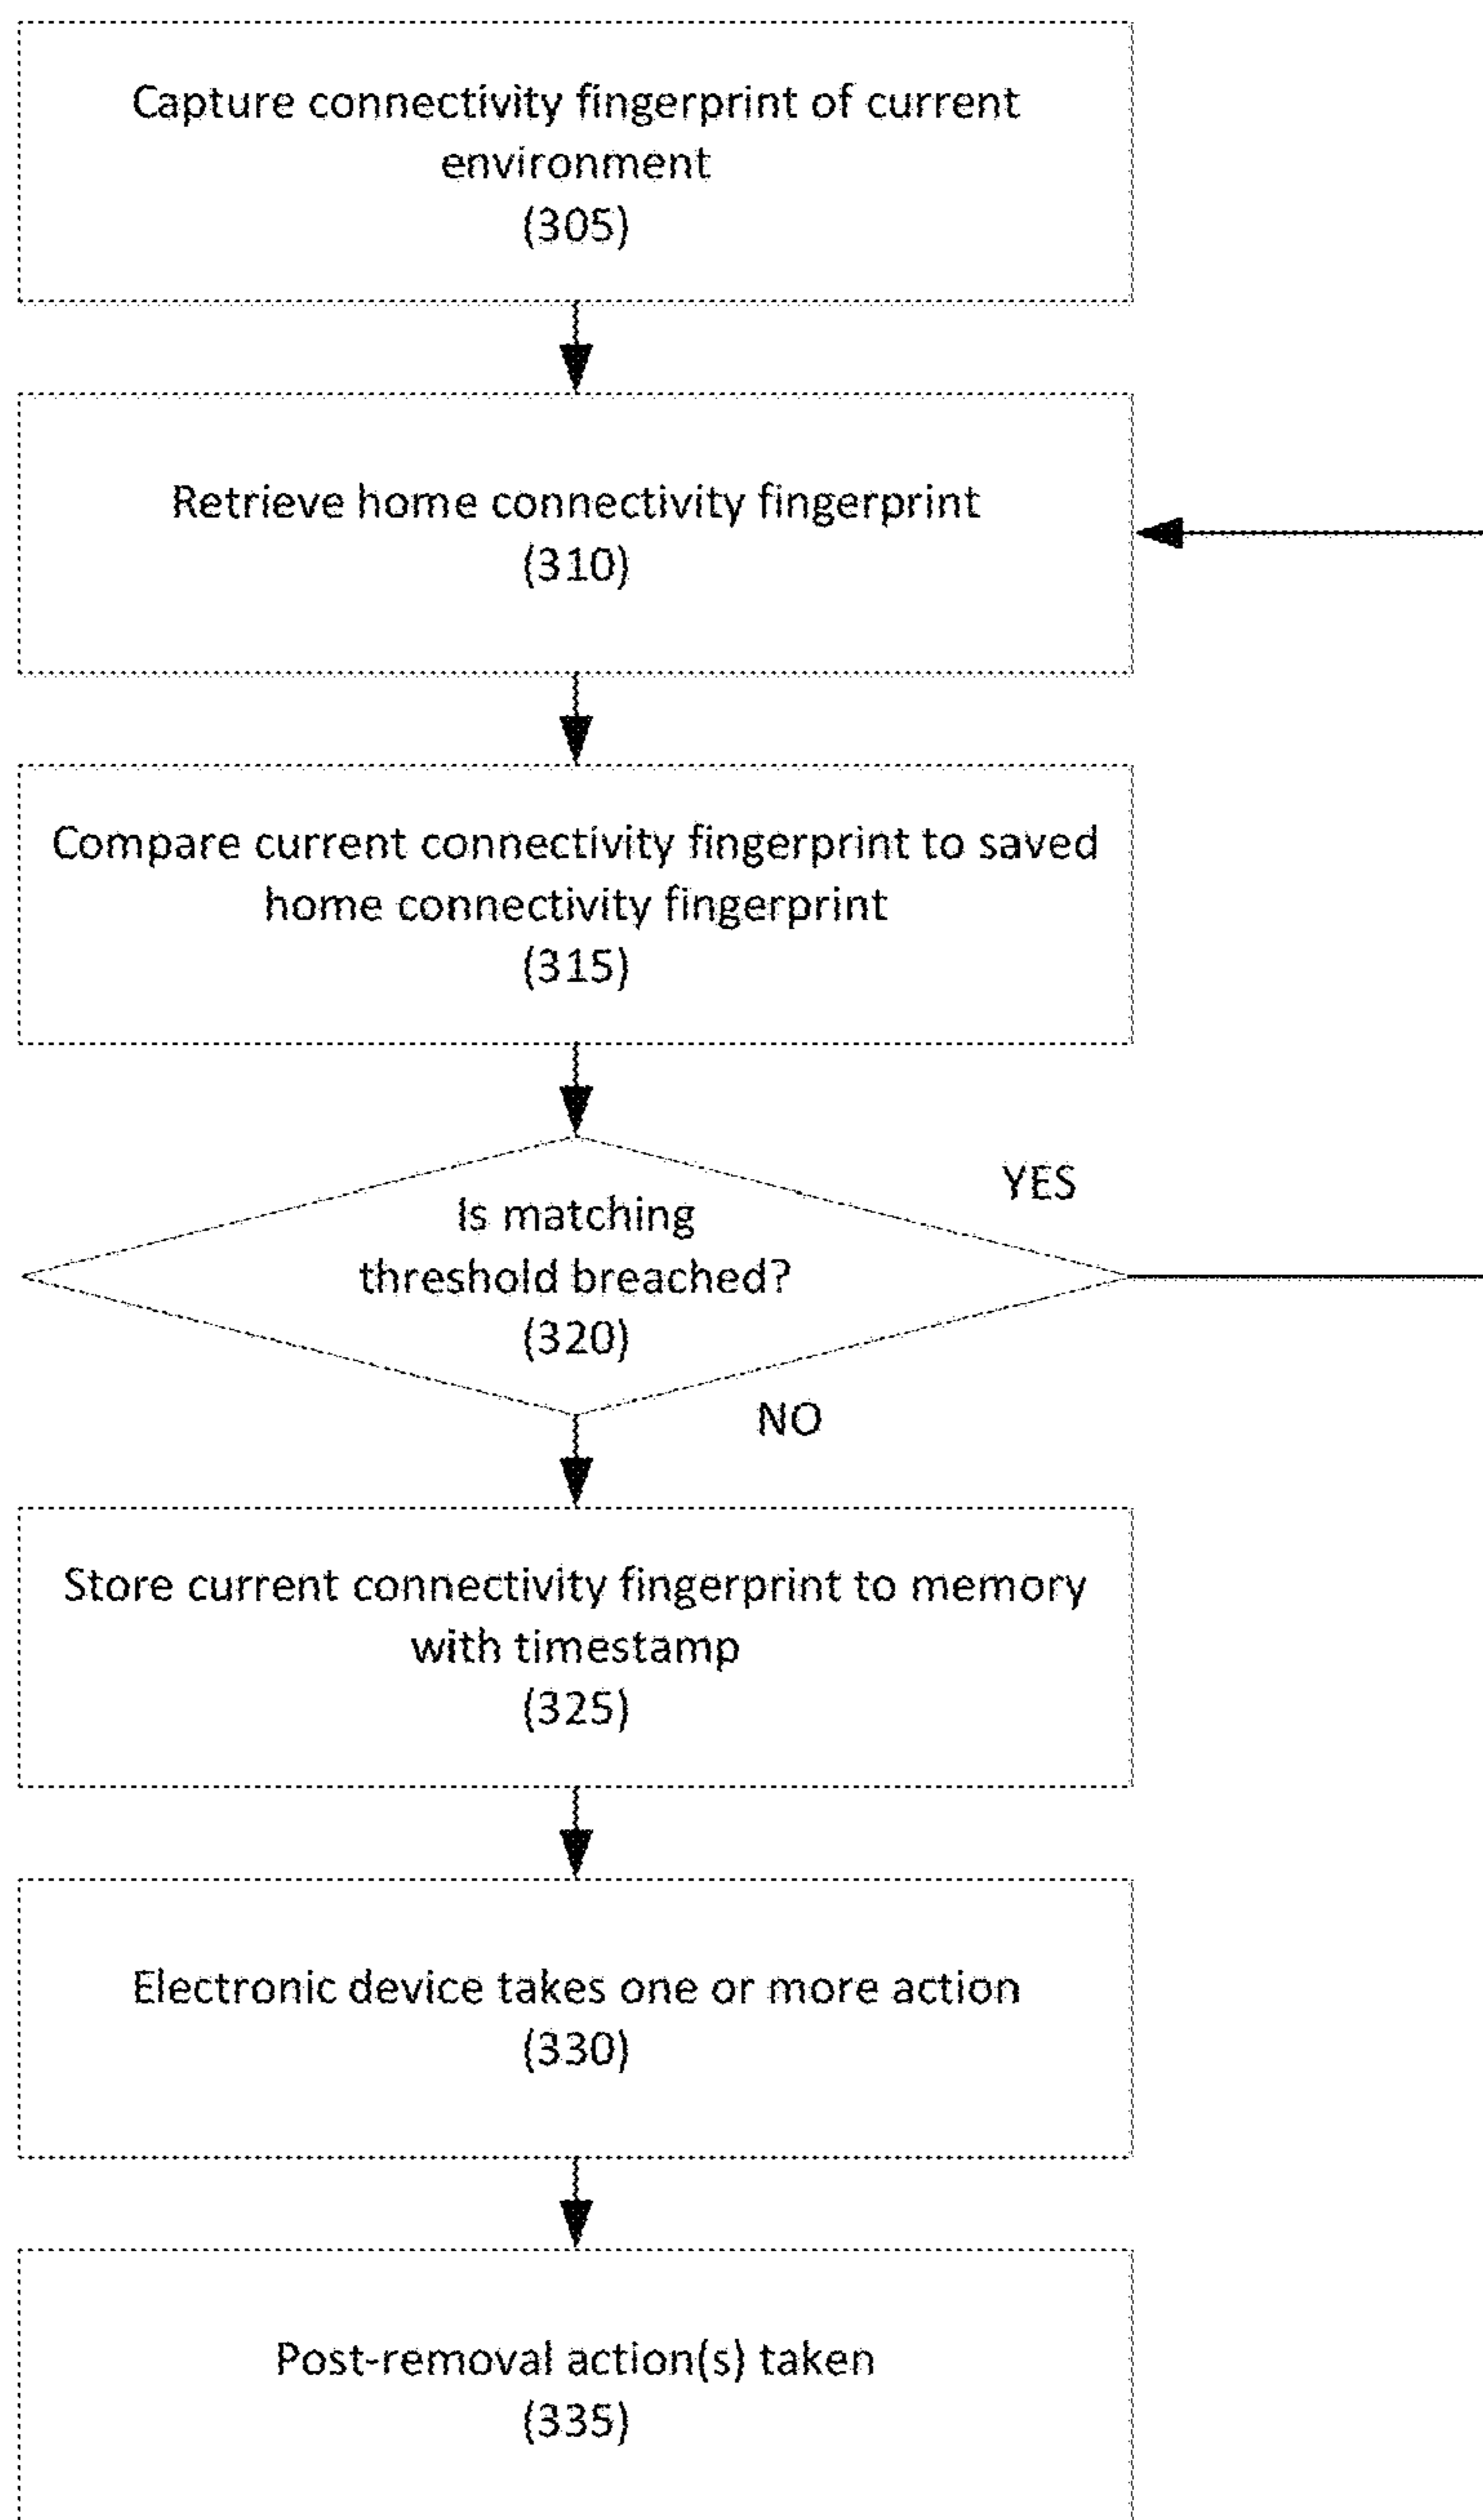 Capture connectivity fingerprint of current
environment
(305)
Retrieve home connectivity fingerprint
(310)
Compare current connectivity fingerprint to saved
home connectivity fingerprint
(315)
YES
Is matching
threshold breached?
(320)
NO
Store current connectivity fingerprint to memory
with timestamp
(325)
Electronic device takes one or more action
(330)
Post-removal action(s) taken
(335)